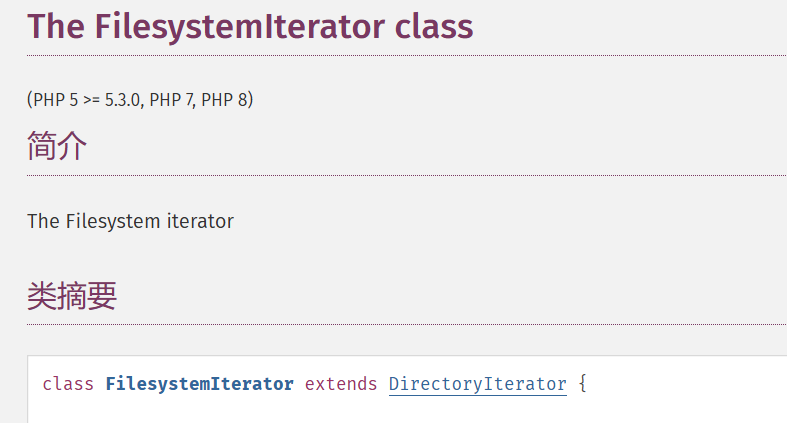 The FilesystemIterator class
(PHP 5 >= 5.3.0, PHP 7, PHP 8)
简介
The Filesystem iterator
类摘要
class FilesystemIterator extends DirectoryIterator {